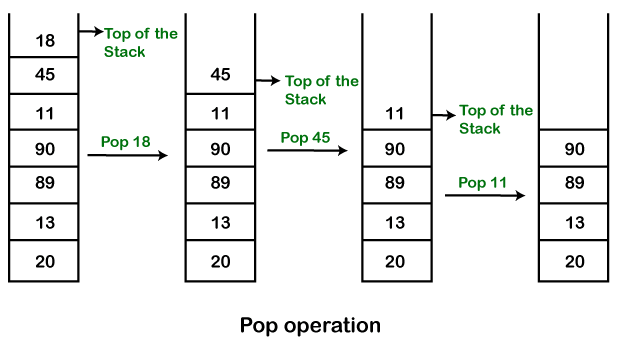 18
45
11
90
89
13
20
Top of the
Stack
Pop 18
45
11
90
89
13
20
Top of the
Stack
Pop 45
11
90
89
13
20
Top of the
Stack
Pop 11
90
89
13
20
Pop operation